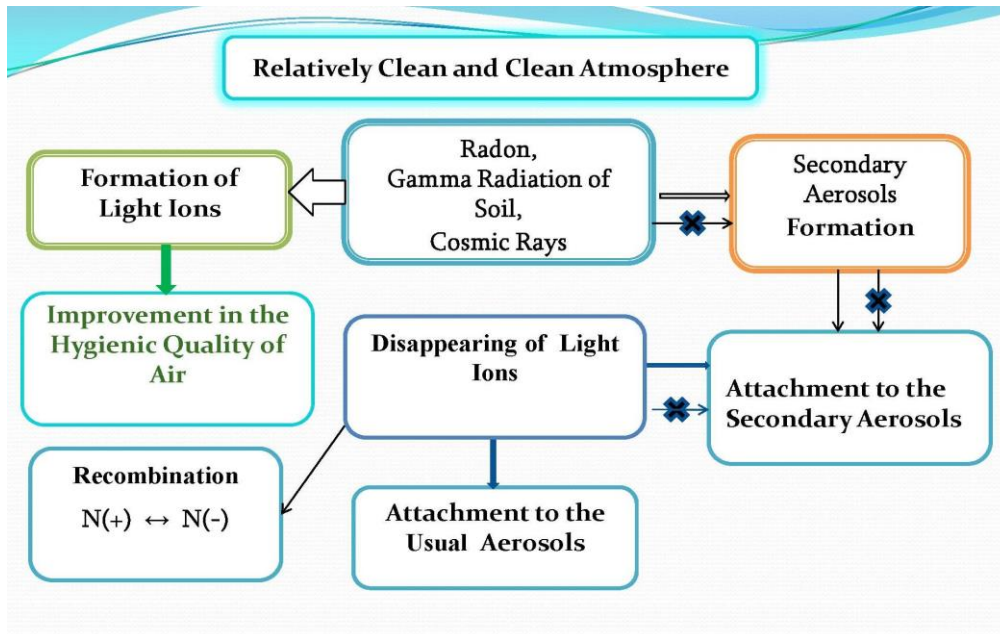 Relatively Clean and Clean Atmosphere
Formation of
Light Ions
Radon,
Gamma Radiation of
Soil,
Cosmic Rays
Secondary
Aerosols
Formation
Improvement in the
Hygienic Quality of
Air
Disappearing of Light
Ions
Attachment to the
Secondary Aerosols
Recombination
N(+) ↔ N(-)
Attachment to the
Usual Aerosols